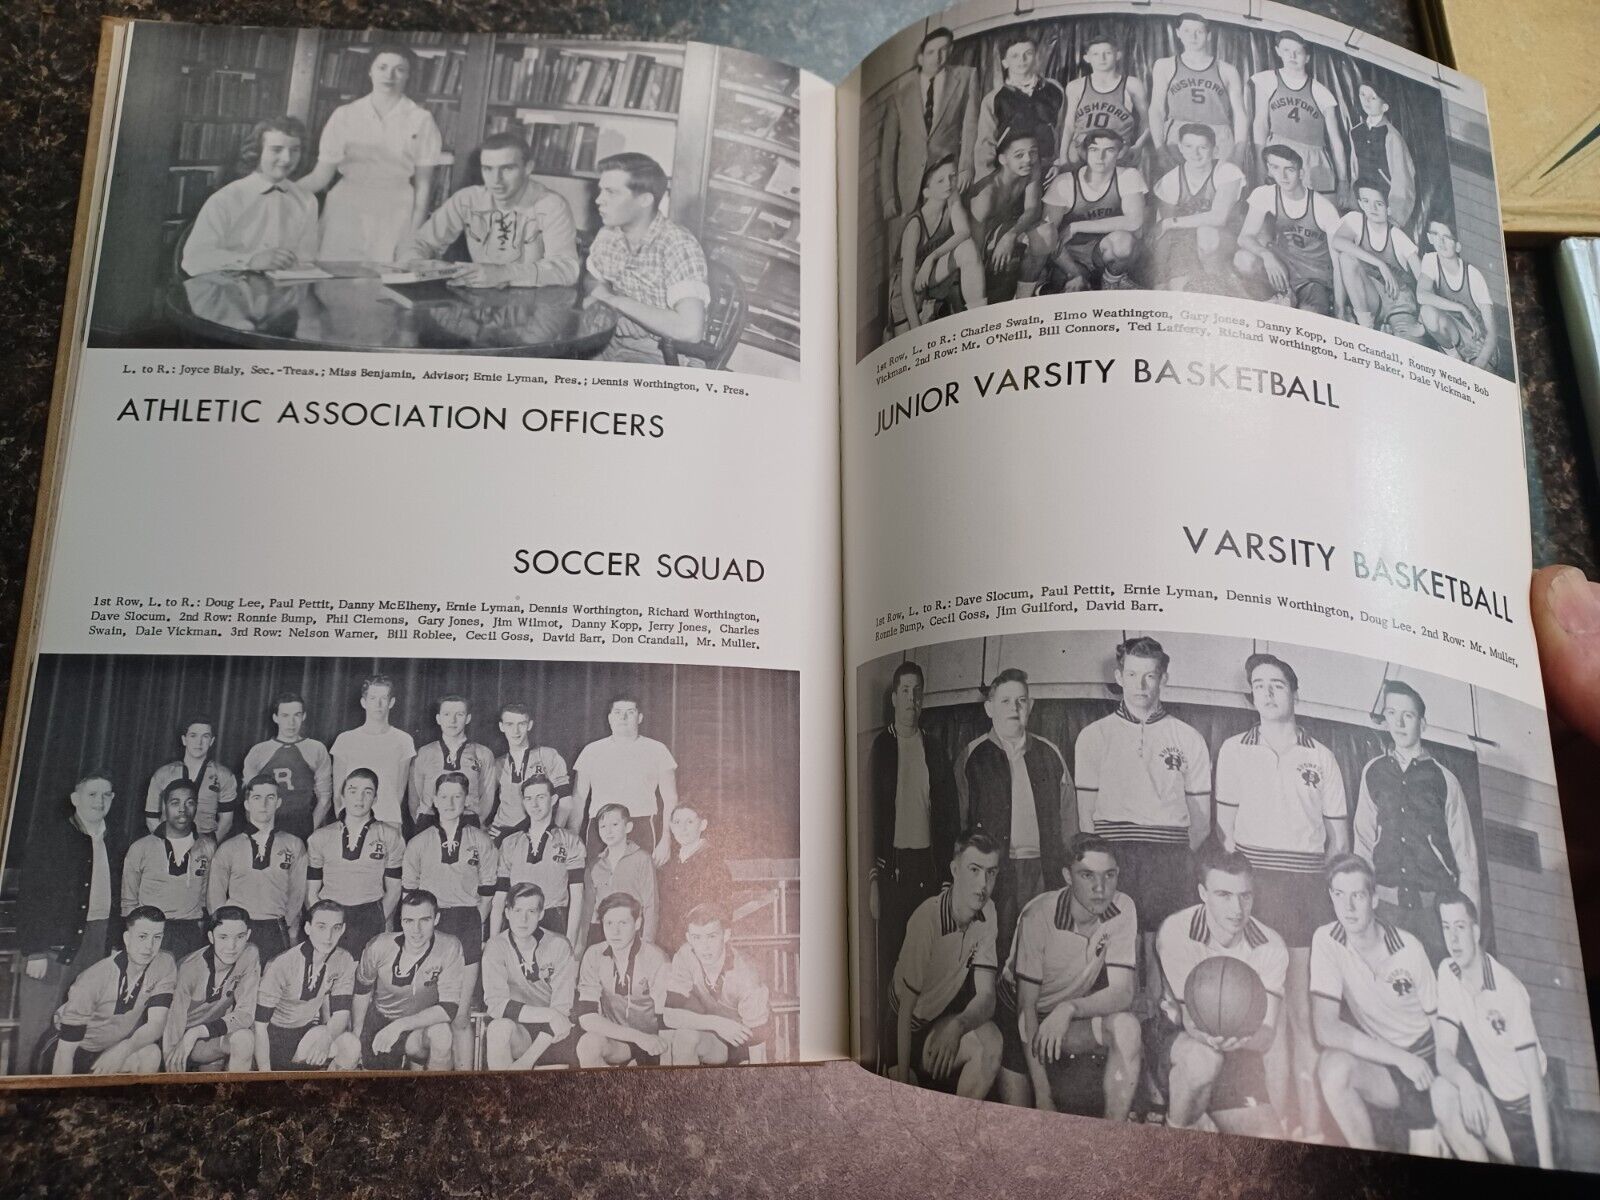 L. to R.: Joyce Bialy, Sec.-Treas.; Miss Benjamin, Advisor; Ernie Lyman, Pres.; Dennis Worthington, V. Pres.
ATHLETIC ASSOCIATION OFFICERS
SOCCER SQUAD
1st Row, L. to R.: Doug Lee, Paul Pettit, Danny McElheny, Ernie Lyman, Dennis Worthington, Richard Worthington,
Dave Slocum. 2nd Row: Ronnie Bump, Phil Clemons, Gary Jones, Jim Wilmot, Danny Kopp, Jerry Jones, Charles
Swain, Dale Vickman. 3rd Row: Nelson Warner, Bill Roblee, Cecil Goss, David Barr, Don Crandall, Mr. Muller.
R
RUSHFORD
10
RUSHFORD
5
RUSHFORD
4
1st Row, L. to R.: Charles Swain, Elmo Weathington, Gary Jones, Danny Kopp, Don Crandall, Ronny Wende, Bob
Vickman. 2nd Row: Mr. O'Neill, Bill Connors, Ted Lafferty, Richard Worthington, Larry Baker, Dale Vickman.
JUNIOR VARSITY BASKETBALL
VARSITY BASKETBALL
1st Row, L. to R.: Dave Slocum, Paul Pettit, Ernie Lyman, Dennis Worthington, Doug Lee. 2nd Row: Mr. Muller,
Ronnie Bump, Cecil Goss, Jim Guilford, David Barr.